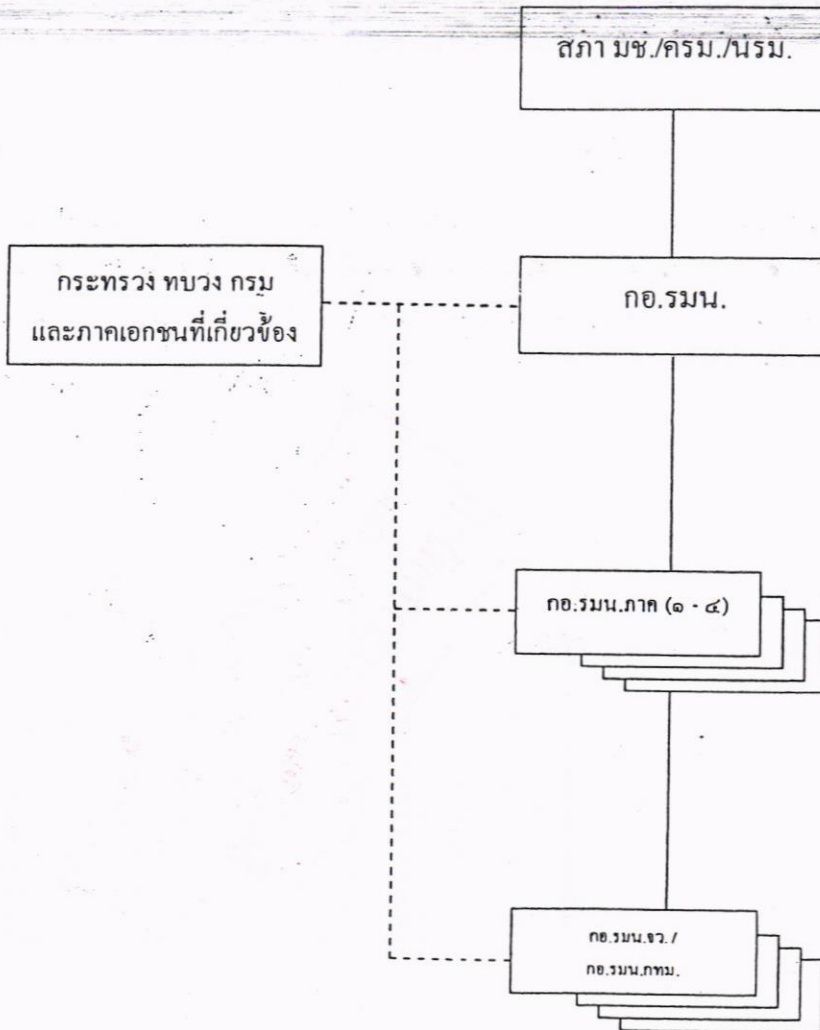 สภา มช./ครม./นรม.
กระทรวง ทบวง กรม
และภาคเอกชนที่เกี่ยวข้อง
กอ.รมน.
กอ.รมน.ภาค (๑ - ๔)
กอ.รมน.จว./
กอ.รมน.กทม.